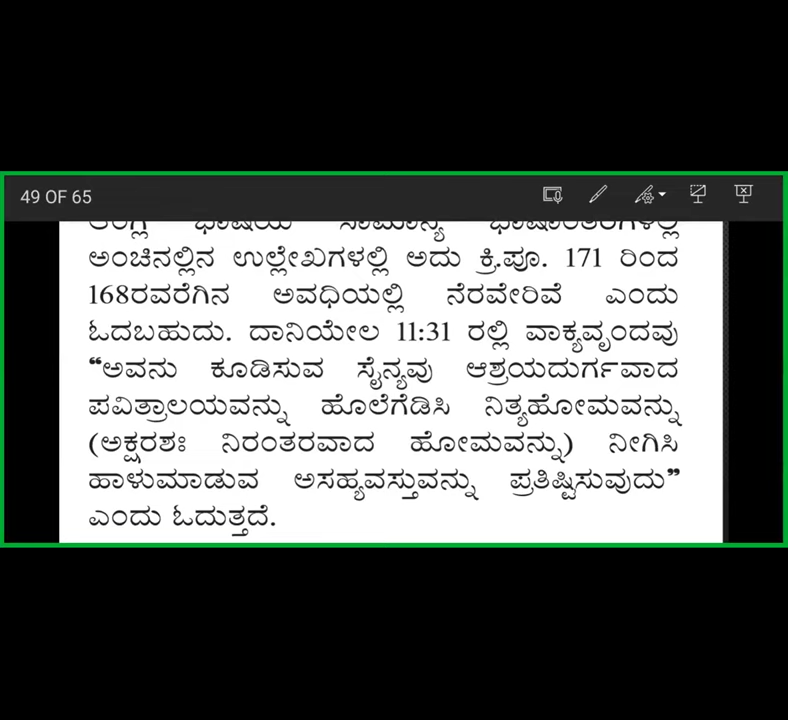 49 OF 65
ಆಂಗ್ಲ ಭಾಷೆಯ ಸಾಮಾನ್ಯ ಭಾಷಾಂತರಗಳಲ್ಲಿ
ಅಂಚಿನಲ್ಲಿನ ಉಲ್ಲೇಖಗಳಲ್ಲಿ ಅದು ಕ್ರಿ.ಪೂ. 171 ರಿಂದ
168ರವರೆಗಿನ ಅವಧಿಯಲ್ಲಿ ನೆರವೇರಿವೆ ಎಂದು
ಓದಬಹುದು. ದಾನಿಯೇಲ 11:31 ರಲ್ಲಿ ವಾಕ್ಯವೃಂದವು
“ಅವನು ಕೂಡಿಸುವ ಸೈನ್ಯವು ಆಶ್ರಯದುರ್ಗವಾದ
ಪವಿತ್ರಾಲಯವನ್ನು ಹೊಲೆಗೆಡಿಸಿ ನಿತ್ಯಹೋಮವನ್ನು
(ಅಕ್ಷರಶಃ ನಿರಂತರವಾದ ಹೋಮವನ್ನು) ನೀಗಿಸಿ
ಹಾಳುಮಾಡುವ ಅಸಹ್ಯವಸ್ತುವನ್ನು ಪ್ರತಿಷ್ಟಿಸುವುದು”
ಎಂದು ಓದುತ್ತದೆ.